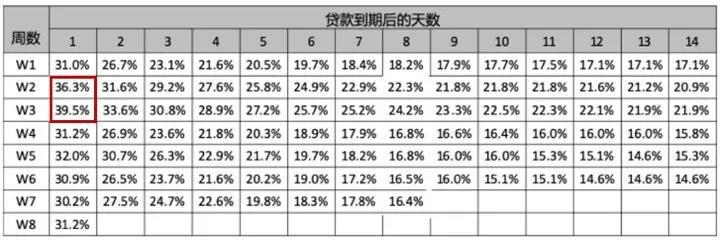 周数 贷款到期后的天数
1 2 3 4 5 6 7 8 9 10 11 12 13 14
W1 31.0% 26.7% 23.1% 21.6% 20.5% 19.7% 18.4% 18.2% 17.9% 17.7% 17.5% 17.1% 17.1% 17.1%
W2 36.3% 31.6% 29.2% 27.6% 25.8% 24.9% 22.9% 22.3% 21.8% 21.8% 21.8% 21.6% 21.2% 20.9%
W3 39.5% 33.6% 30.8% 28.9% 27.2% 25.7% 25.2% 24.2% 23.3% 22.5% 22.3% 22.1% 21.9% 21.9%
W4 31.2% 26.9% 23.6% 21.8% 20.3% 18.9% 17.9% 16.8% 16.6% 16.4% 16.0% 16.0% 16.0% 15.8%
W5 32.0% 30.7% 26.3% 22.9% 21.7% 19.7% 18.2% 16.8% 16.0% 16.0% 15.3% 15.1% 14.6% 15.3%
W6 30.9% 26.5% 23.7% 21.6% 20.2% 19.0% 17.2% 16.5% 16.0% 15.1% 15.1% 14.6% 14.6% 14.6%
W7 30.2% 27.5% 24.7% 22.6% 19.8% 18.3% 17.8% 16.4%
W8 31.2%